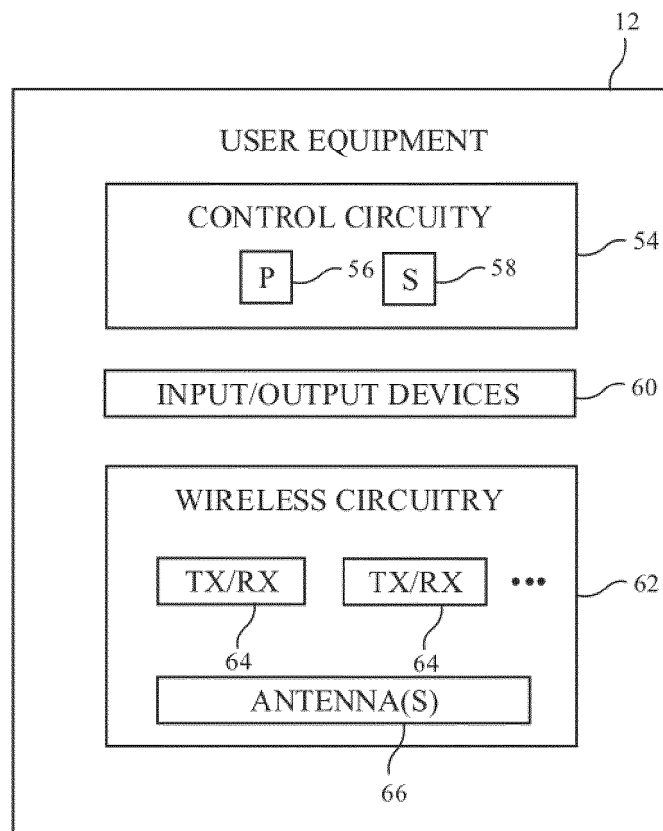 12
USER EQUIPMENT
CONTROL CIRCUITY
54
P
56
S
58
INPUT/OUTPUT DEVICES
60
WIRELESS CIRCUITRY
TX/RX
TX/RX
•••
62
64
64
ANTENNA(S)
66